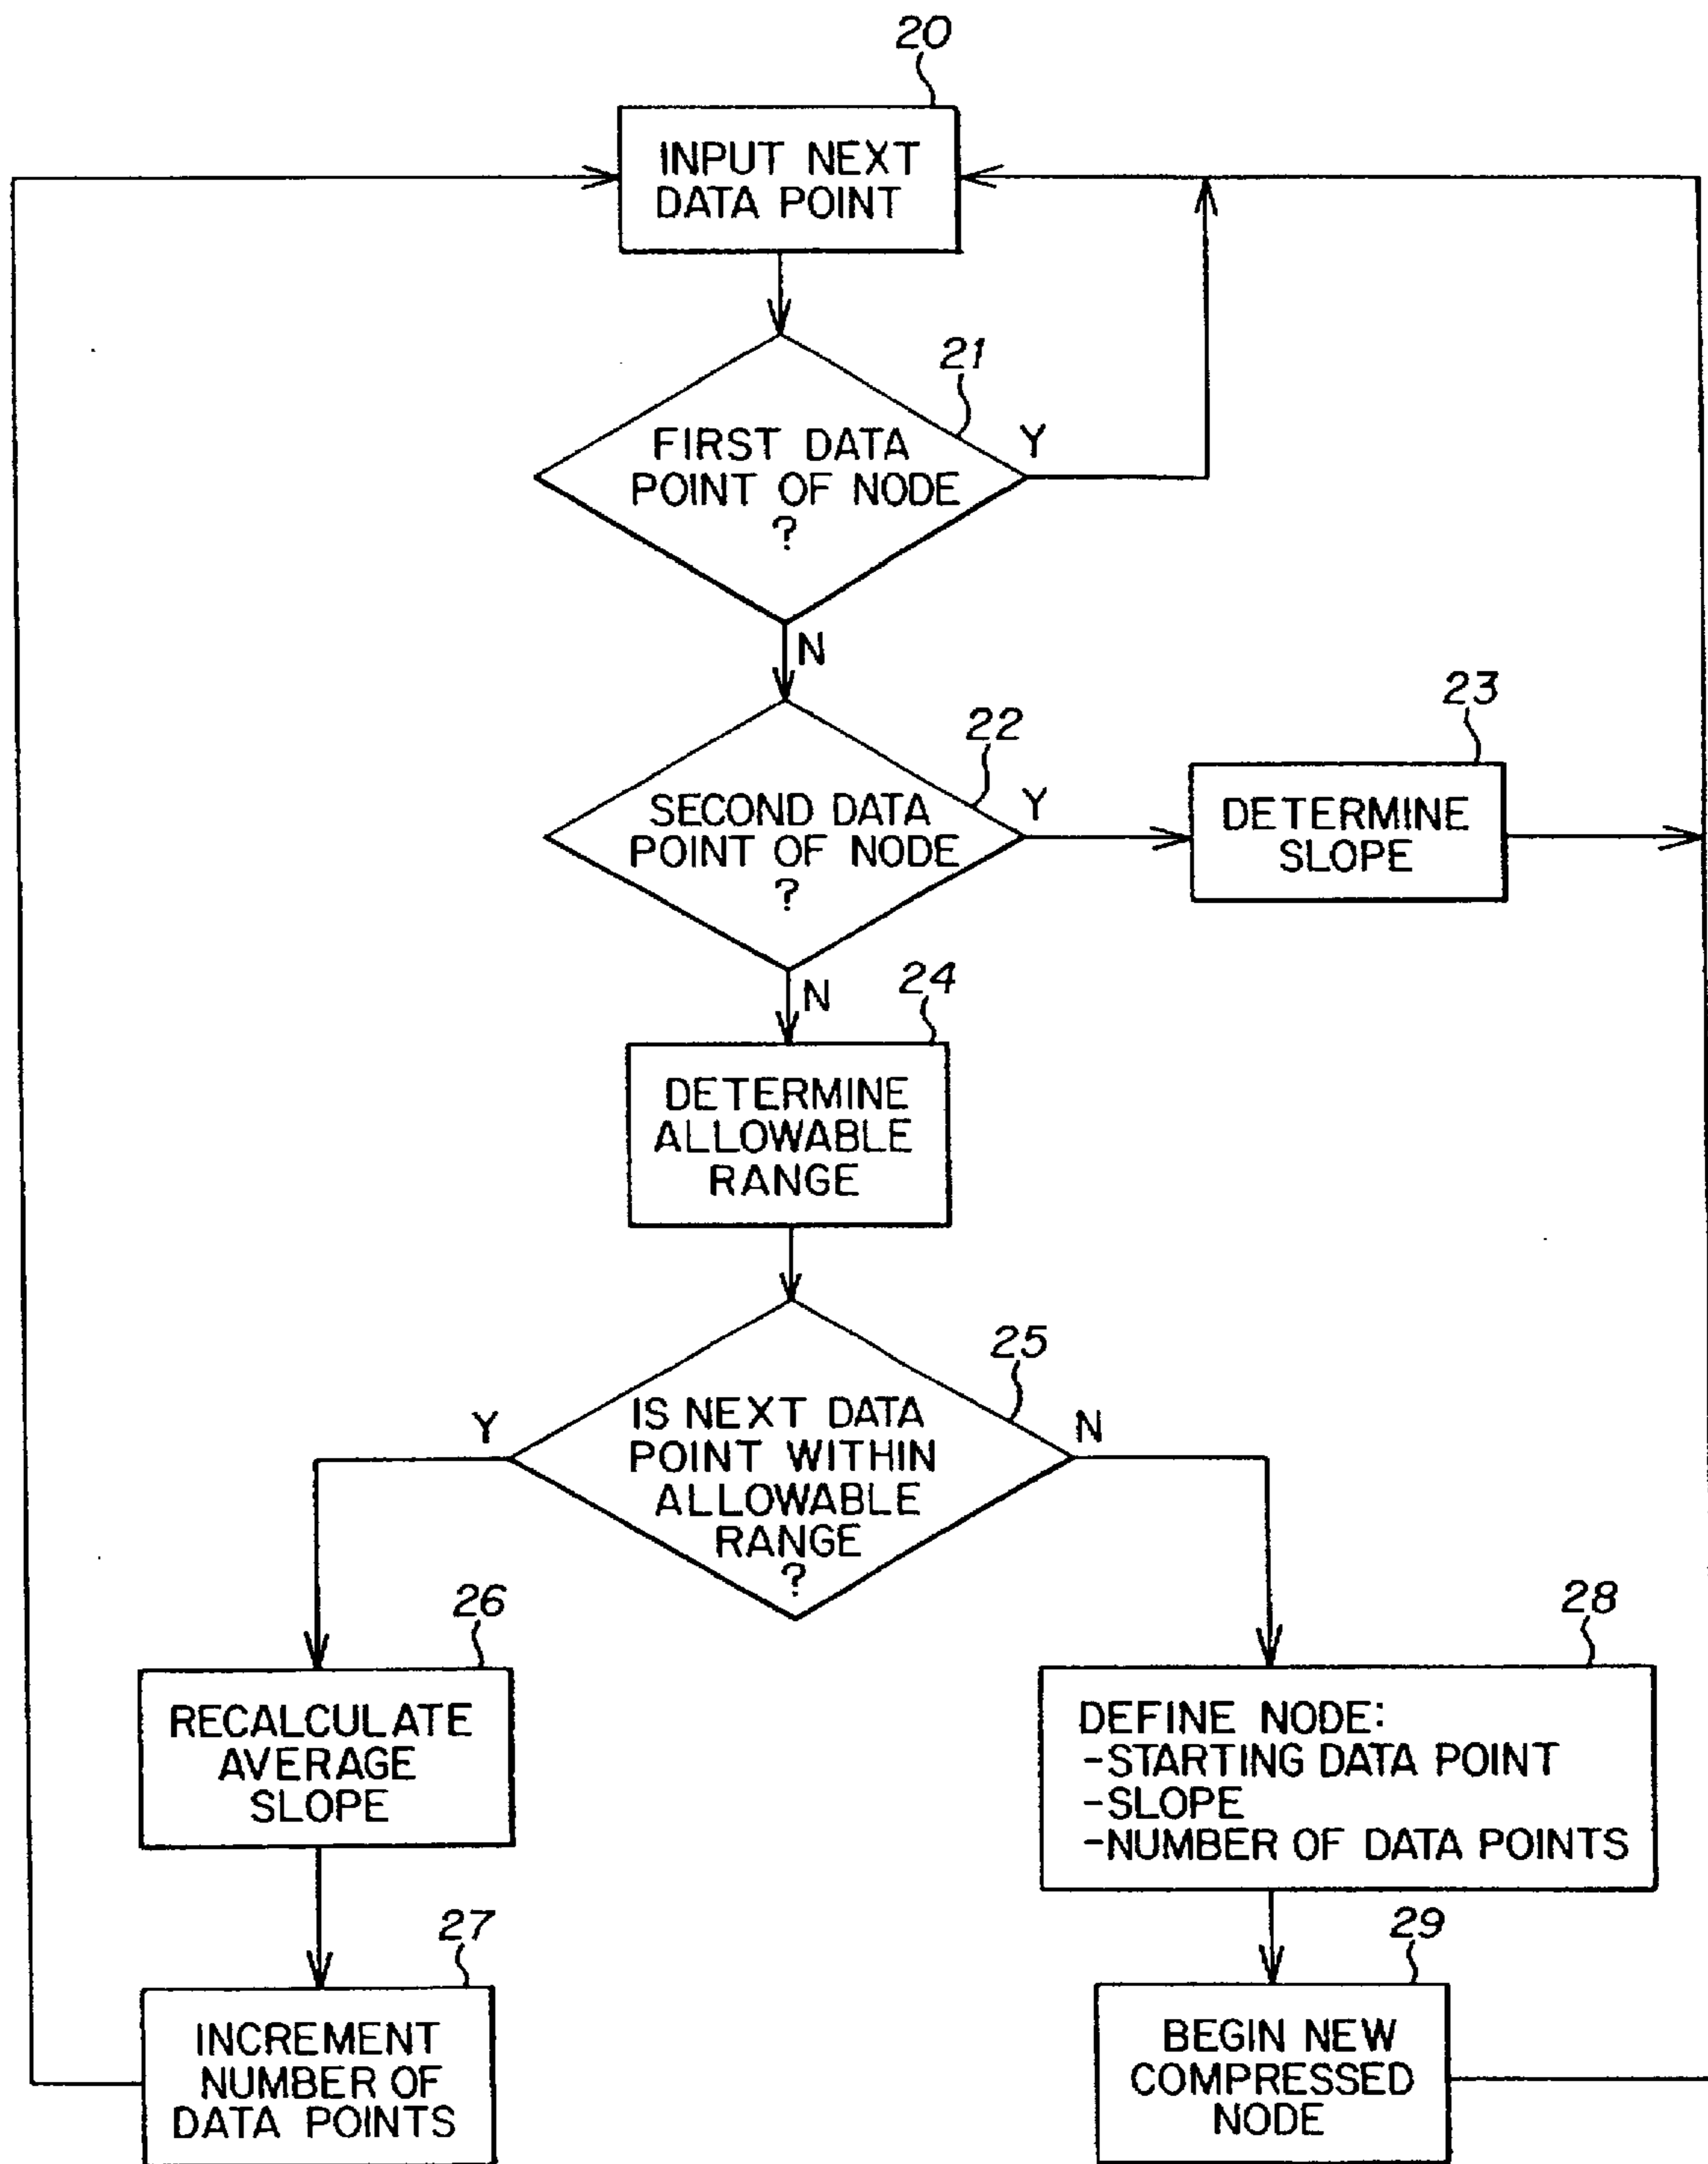 20
INPUT NEXT
DATA POINT
21
FIRST DATA
POINT OF NODE
?
Y
N
22
SECOND DATA
POINT OF NODE
?
Y
23
DETERMINE
SLOPE
N
24
DETERMINE
ALLOWABLE
RANGE
25
IS NEXT DATA
POINT WITHIN
ALLOWABLE
RANGE
?
Y
N
26
RECALCULATE
AVERAGE
SLOPE
28
DEFINE NODE:
-STARTING DATA POINT
-SLOPE
-NUMBER OF DATA POINTS
27
INCREMENT
NUMBER OF
DATA POINTS
29
BEGIN NEW
COMPRESSED
NODE